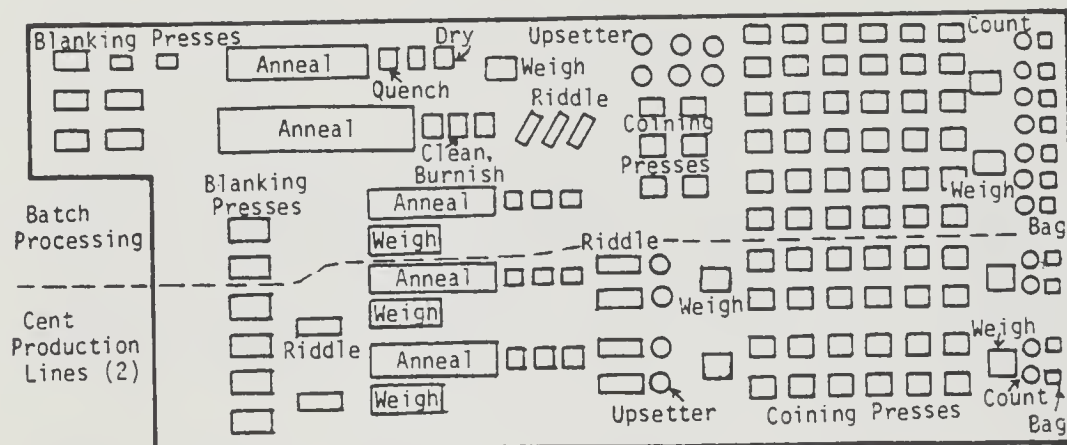 Blanking Presses
Anneal
Quench
Dry
Weigh
Upsetter
Count
Anneal
Clean,
Burnish
Riddle
Coining
Presses
Weigh
Bag
Blanking
Presses
Anneal
Weigh
Batch
Processing
Riddle
Anneal
Weigh
Weigh
Cent
Production
Lines (2)
Riddle
Anneal
Weigh
Upsetter
Coining Presses
Weigh
Count
Bag